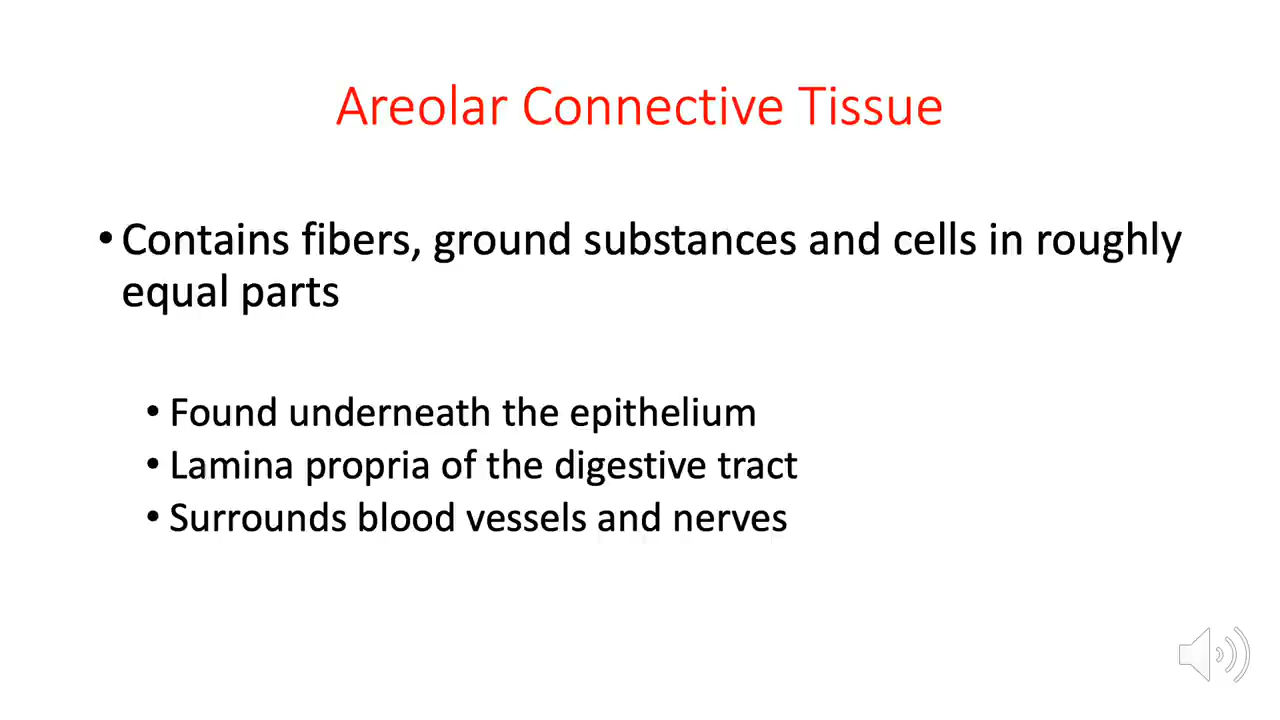 Areolar Connective Tissue
• Contains fibers, ground substances and cells in roughly
equal parts
• Found underneath the epithelium
• Lamina propria of the digestive tract
• Surrounds blood vessels and nerves